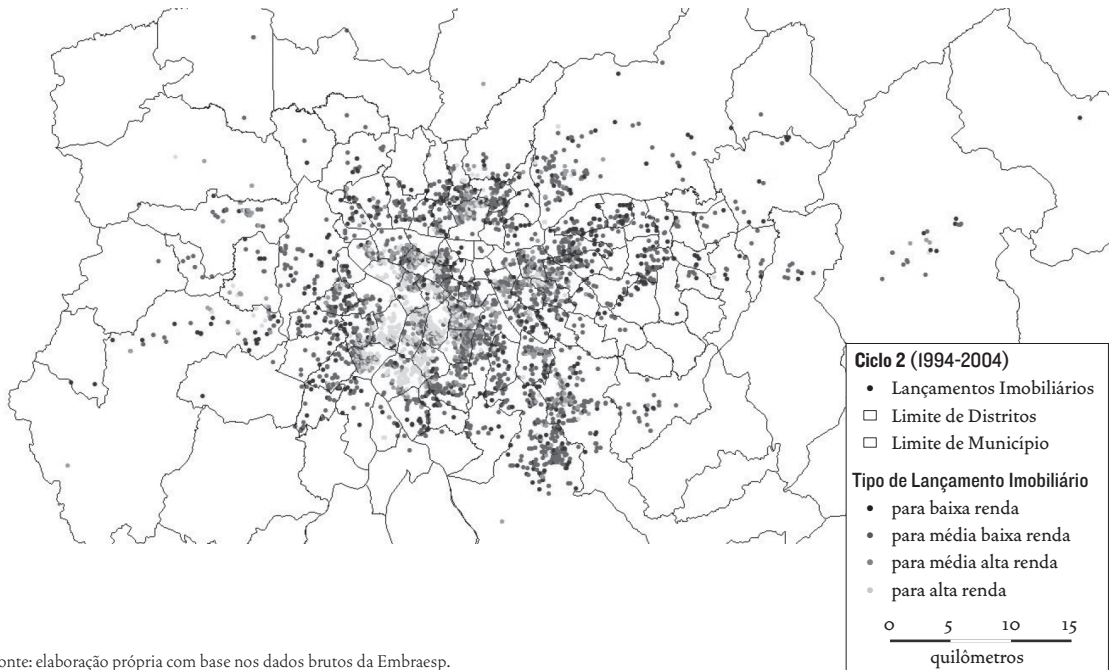 Ciclo 2 (1994-2004)
Lançamentos Imobiliários
Limite de Distritos
Limite de Município
Tipo de Lançamento Imobiliário
para baixa renda
para média baixa renda
para média alta renda
para alta renda
0 5 10 15
quilômetros
onte: elaboração própria com base nos dados brutos da Embraesp.